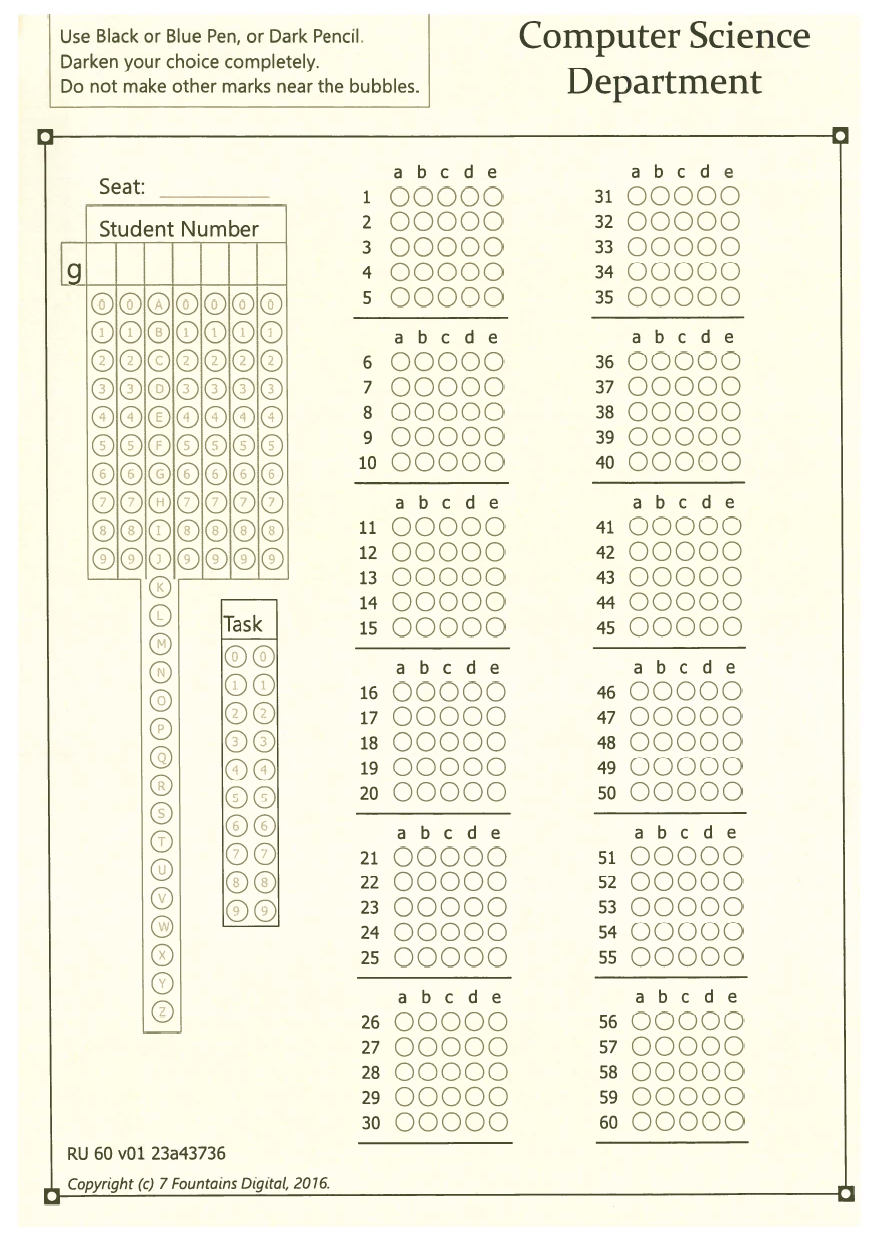 Use Black or Blue Pen, or Dark Pencil.
Darken your choice completely.
Do not make other marks near the bubbles.
Computer Science
Department
Seat:
Student Number
g
0 0 A 0 0 0 0
1 1 B 1 1 1 1
2 2 C 2 2 2 2
3 3 D 3 3 3 3
4 4 E 4 4 4 4
5 5 F 5 5 5 5
6 6 G 6 6 6 6
7 7 H 7 7 7 7
8 8 I 8 8 8 8
9 9 J 9 9 9 9
K
L
M
N
O
P
Q
R
S
T
U
V
W
X
Y
Z
Task
0 0
1 1
2 2
3 3
4 4
5 5
6 6
7 7
8 8
9 9
a b c d e
1
2
3
4
5
a b c d e
6
7
8
9
10
a b c d e
11
12
13
14
15
a b c d e
16
17
18
19
20
a b c d e
21
22
23
24
25
a b c d e
26
27
28
29
30
a b c d e
31
32
33
34
35
a b c d e
36
37
38
39
40
a b c d e
41
42
43
44
45
a b c d e
46
47
48
49
50
a b c d e
51
52
53
54
55
a b c d e
56
57
58
59
60
RU 60 v01 23a43736
Copyright (c) 7 Fountains Digital, 2016.